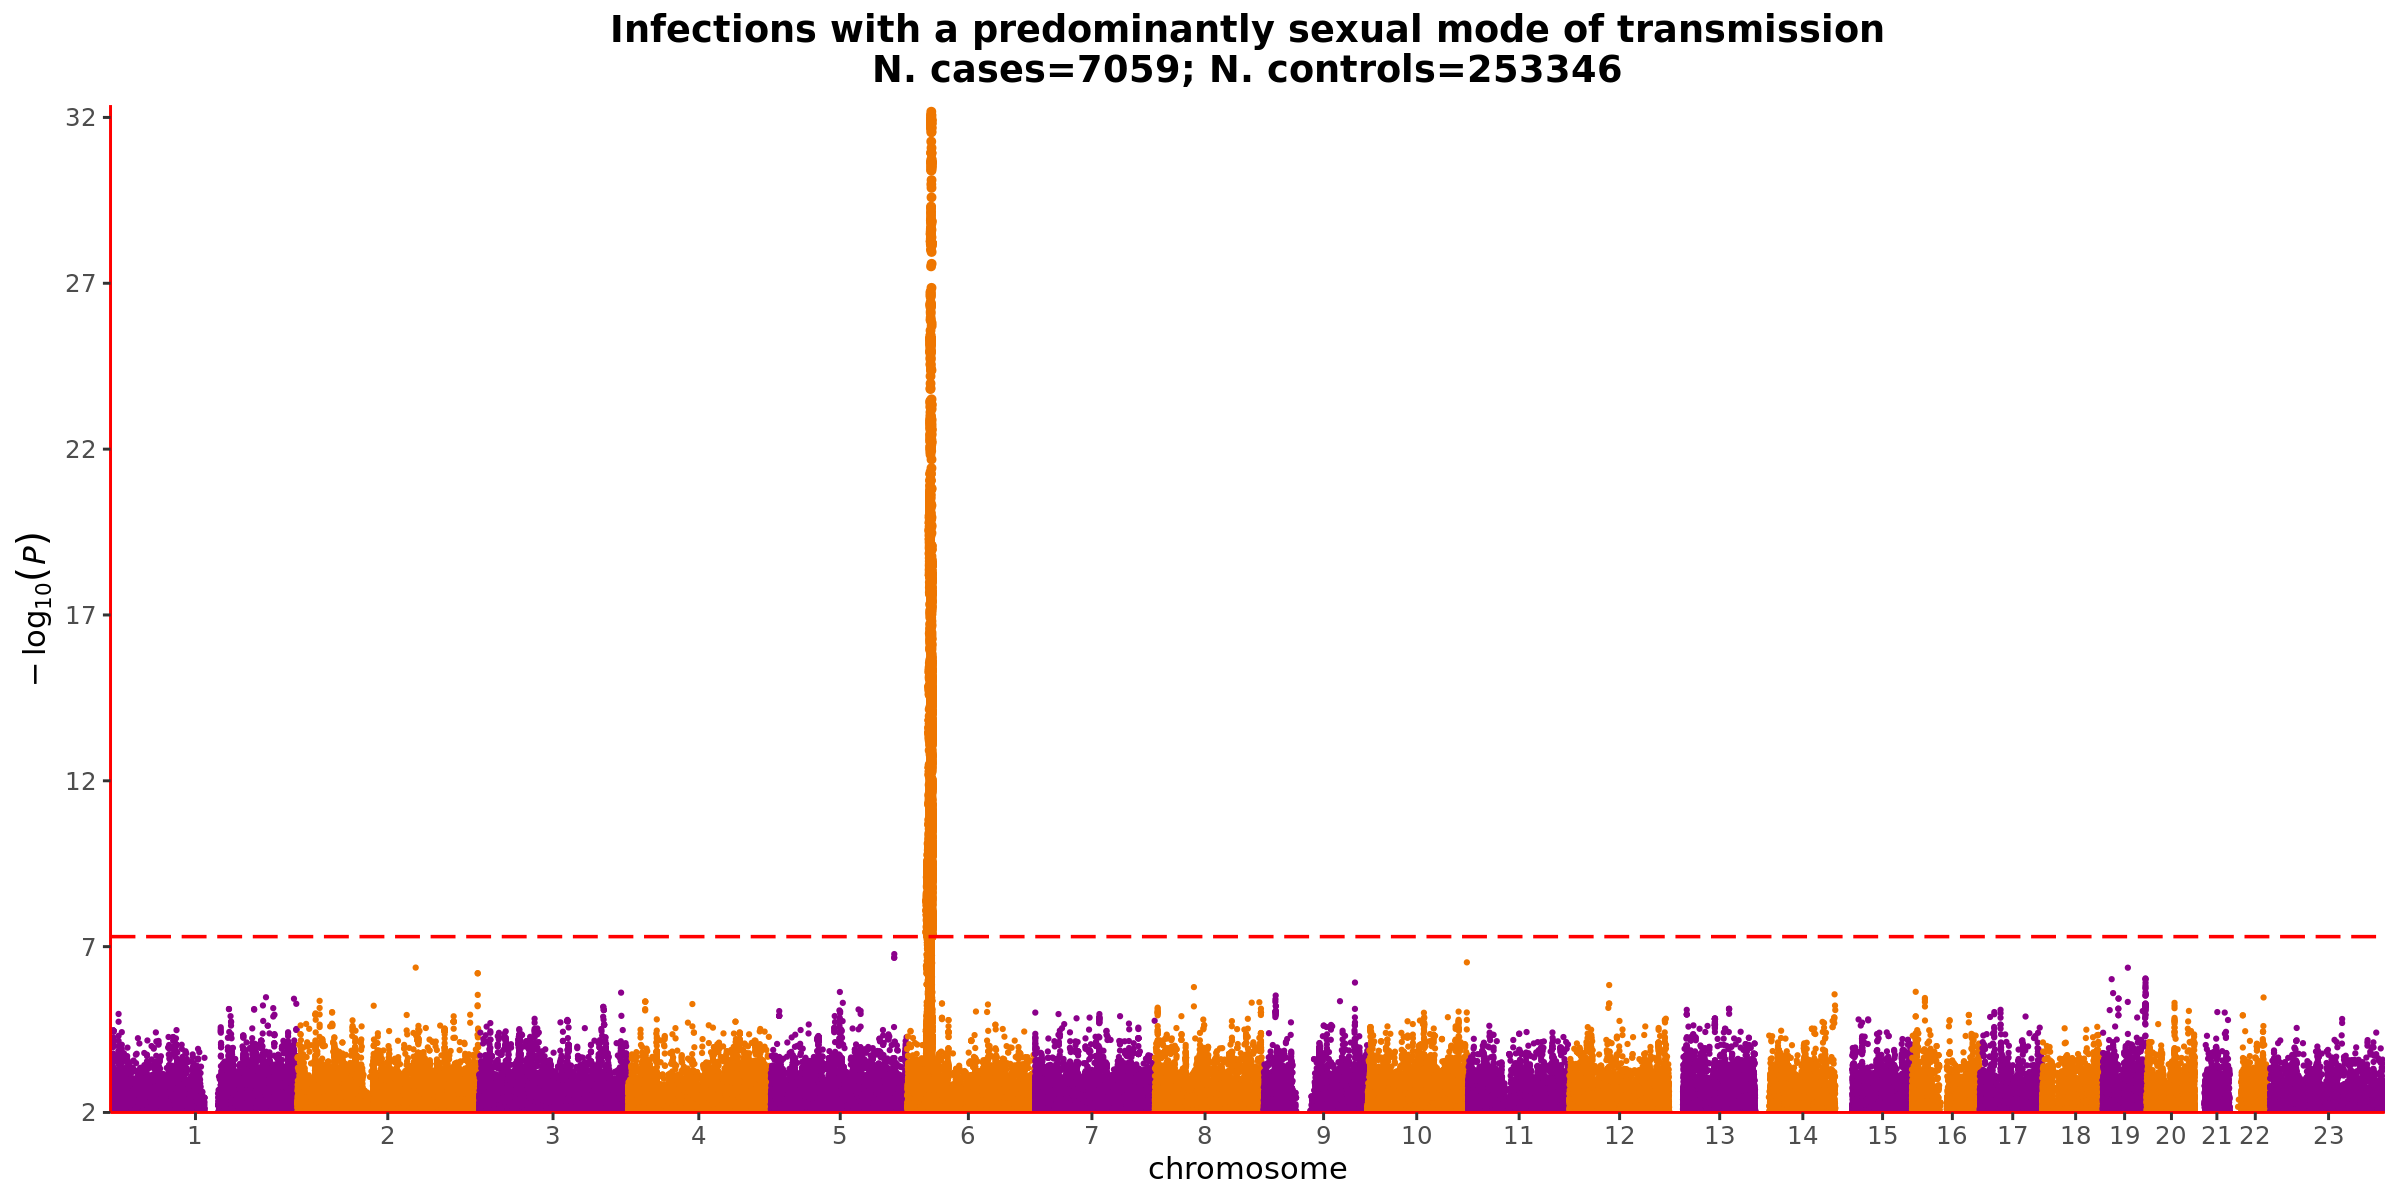 Infections with a predominantly sexual mode of transmission
N. cases=7059; N. controls=253346
32
27
22
17
12
7
2
−log10(P)
1 2 3 4 5 6 7 8 9 10 11 12 13 14 15 16 17 18 19 20 21 22 23
chromosome